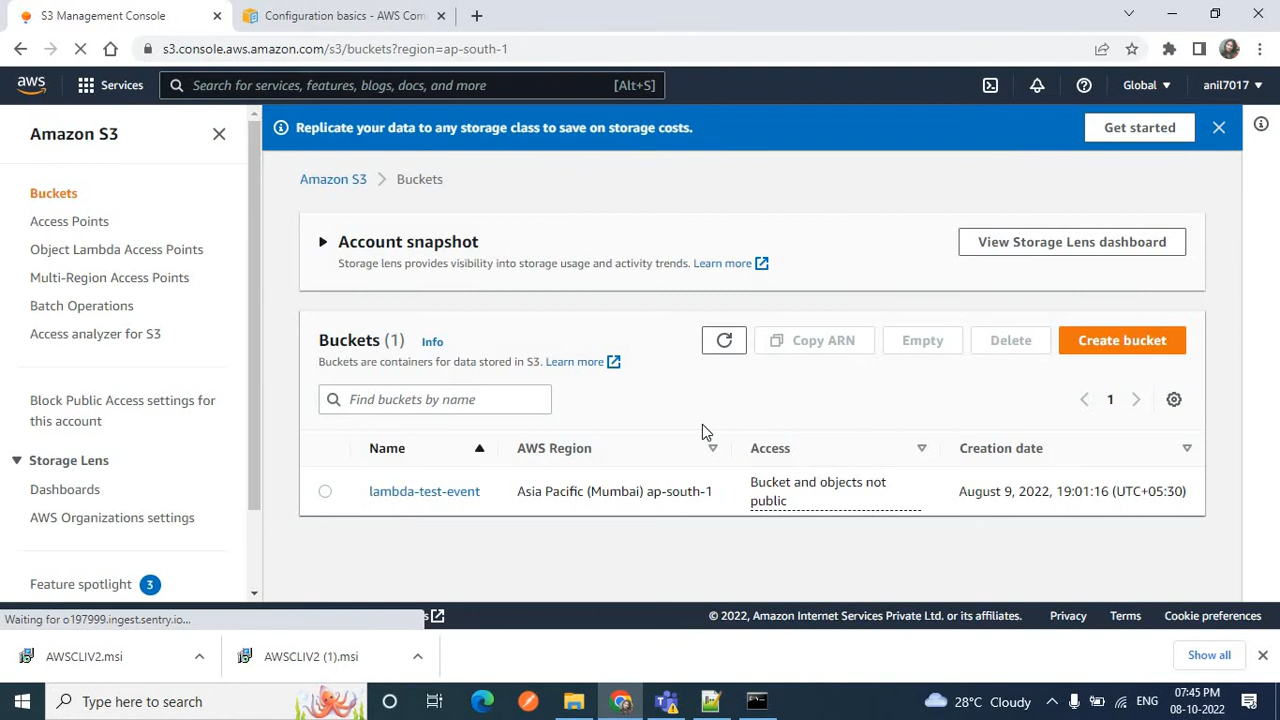 S3 Management Console
Configuration basics - AWS Com
s3.console.aws.amazon.com/s3/buckets?region=ap-south-1
aws
Services
Search for services, features, blogs, docs, and more
[Alt+S]
Global
anil7017
Amazon S3
Replicate your data to any storage class to save on storage costs.
Get started
Buckets
Access Points
Object Lambda Access Points
Multi-Region Access Points
Batch Operations
Access analyzer for S3
Block Public Access settings for
this account
Storage Lens
Dashboards
AWS Organizations settings
Feature spotlight 3
Amazon S3 > Buckets
Account snapshot
View Storage Lens dashboard
Storage lens provides visibility into storage usage and activity trends. Learn more
Buckets (1) Info
Copy ARN
Empty
Delete
Create bucket
Buckets are containers for data stored in S3. Learn more
Find buckets by name
1
Name
AWS Region
Access
Creation date
lambda-test-event
Asia Pacific (Mumbai) ap-south-1
Bucket and objects not
public
August 9, 2022, 19:01:16 (UTC+05:30)
Waiting for o197999.ingest.sentry.io...
© 2022, Amazon Internet Services Private Ltd. or its affiliates.
Privacy
Terms
Cookie preferences
AWSCLIV2.msi
AWSCLIV2 (1).msi
Show all
Type here to search
28°C Cloudy
ENG
07:45 PM
08-10-2022